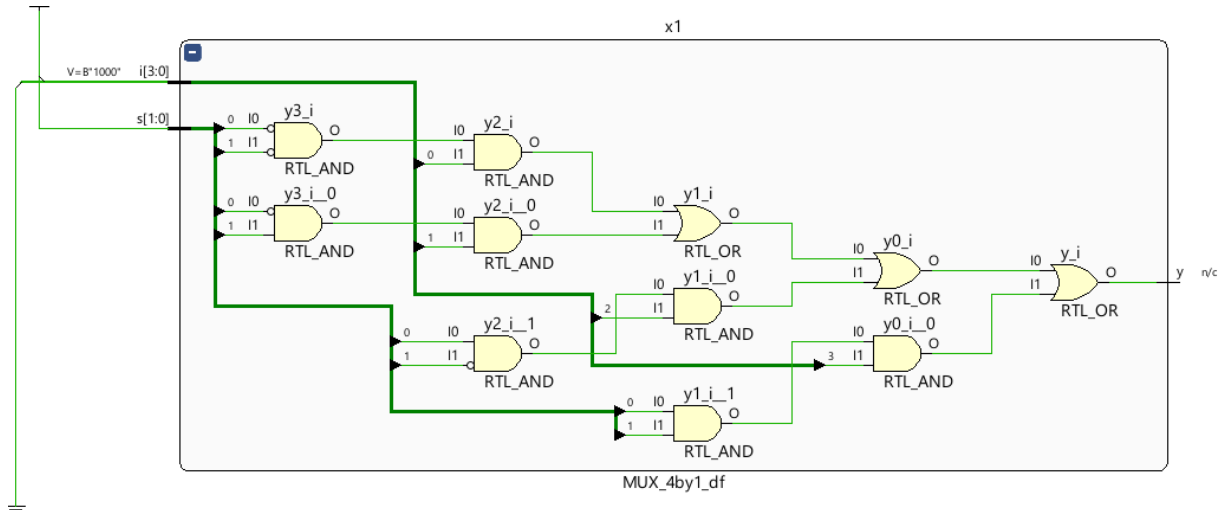 x1
V=B"1000" i[3:0]
s[1:0]
0 I0 y3_i O
1 I1
RTL_AND
I0 y2_i O
0 I1
RTL_AND
0 I0 y3_i__0 O
1 I1
RTL_AND
I0 y2_i__0 O
1 I1
RTL_AND
I0 y1_i O
I1
RTL_OR
I0 y0_i O
I1
RTL_OR
I0 y_i O y n/c
I1
RTL_OR
I0 y1_i__0 O
2 I1
RTL_AND
0 I0 y2_i__1 O
1 I1
RTL_AND
I0 y0_i__0 O
3 I1
RTL_AND
0 I0 y1_i__1 O
1 I1
RTL_AND
MUX_4by1_df